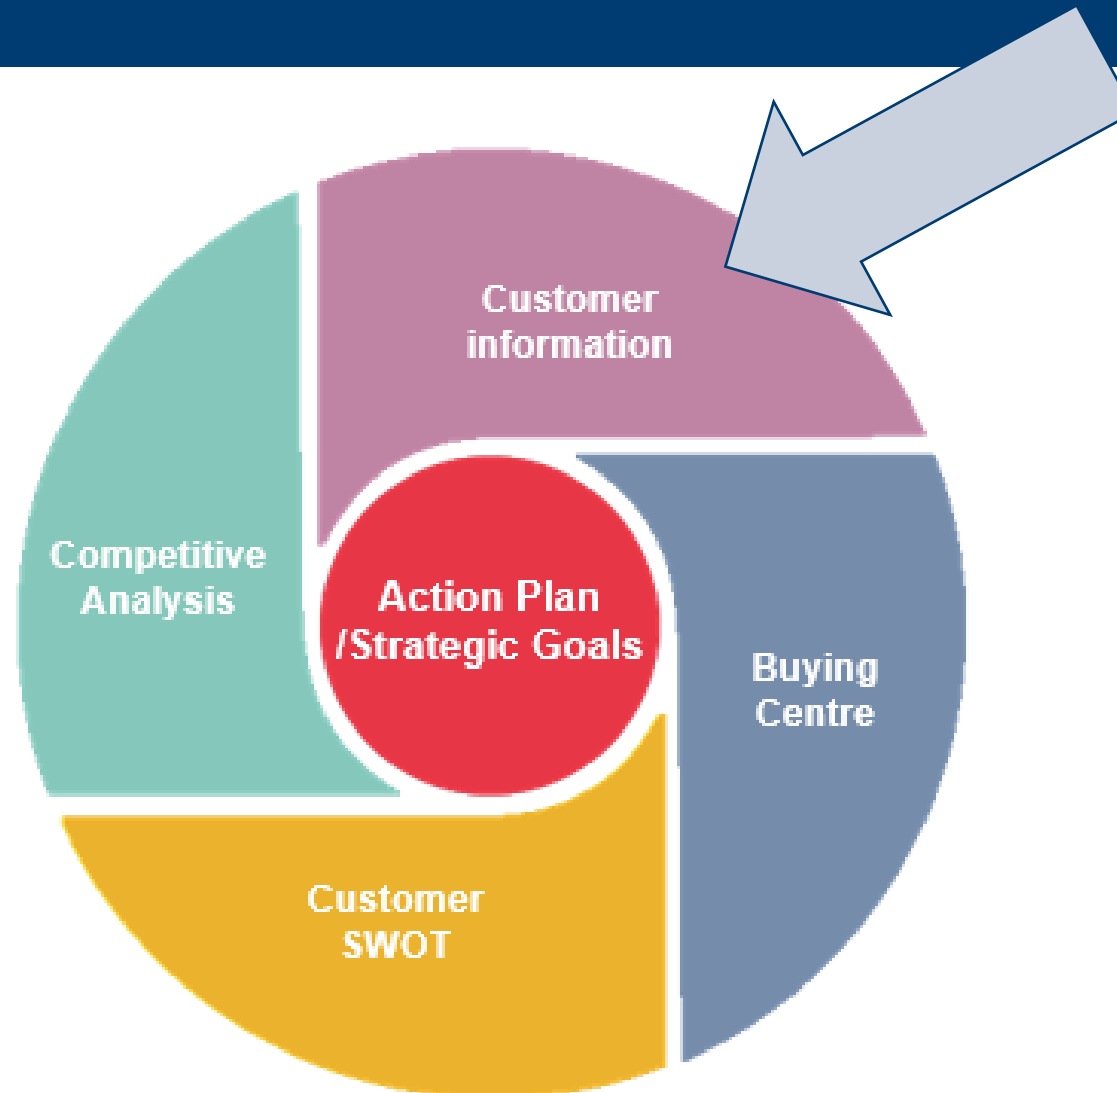 Customer
information
Competitive
Analysis
Action Plan
/Strategic Goals
Buying
Centre
Customer
SWOT